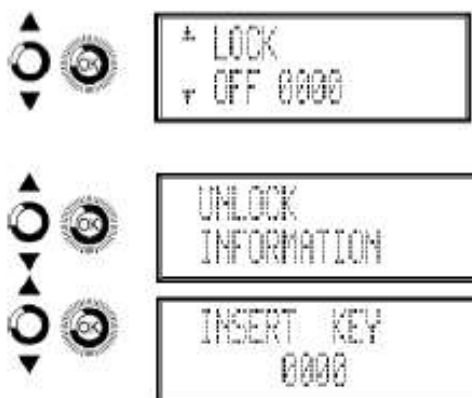 LOCK
OFF 0000
OK
UNLOCK
INFORMATION
OK
INSERT KEY
0000
OK